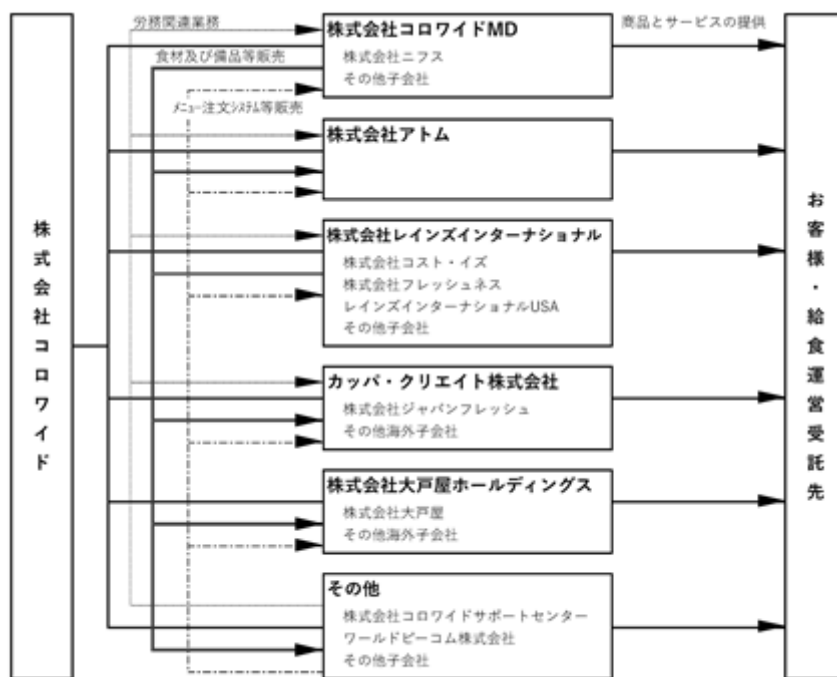 労務関連業務
食材及び備品等販売
メニュー注文システム等販売
商品とサービスの提供
株式会社コロワイド
株式会社コロワイドMD
株式会社ニフス
その他子会社
株式会社アトム
株式会社レインズインターナショナル
株式会社コスト・イズ
株式会社フレッシュネス
レインズインターナショナルUSA
その他子会社
カッパ・クリエイト株式会社
株式会社ジャパンフレッシュ
その他海外子会社
株式会社大戸屋ホールディングス
株式会社大戸屋
その他海外子会社
その他
株式会社コロワイドサポートセンター
ワールドピーコム株式会社
その他子会社
お客様・給食運営受託先